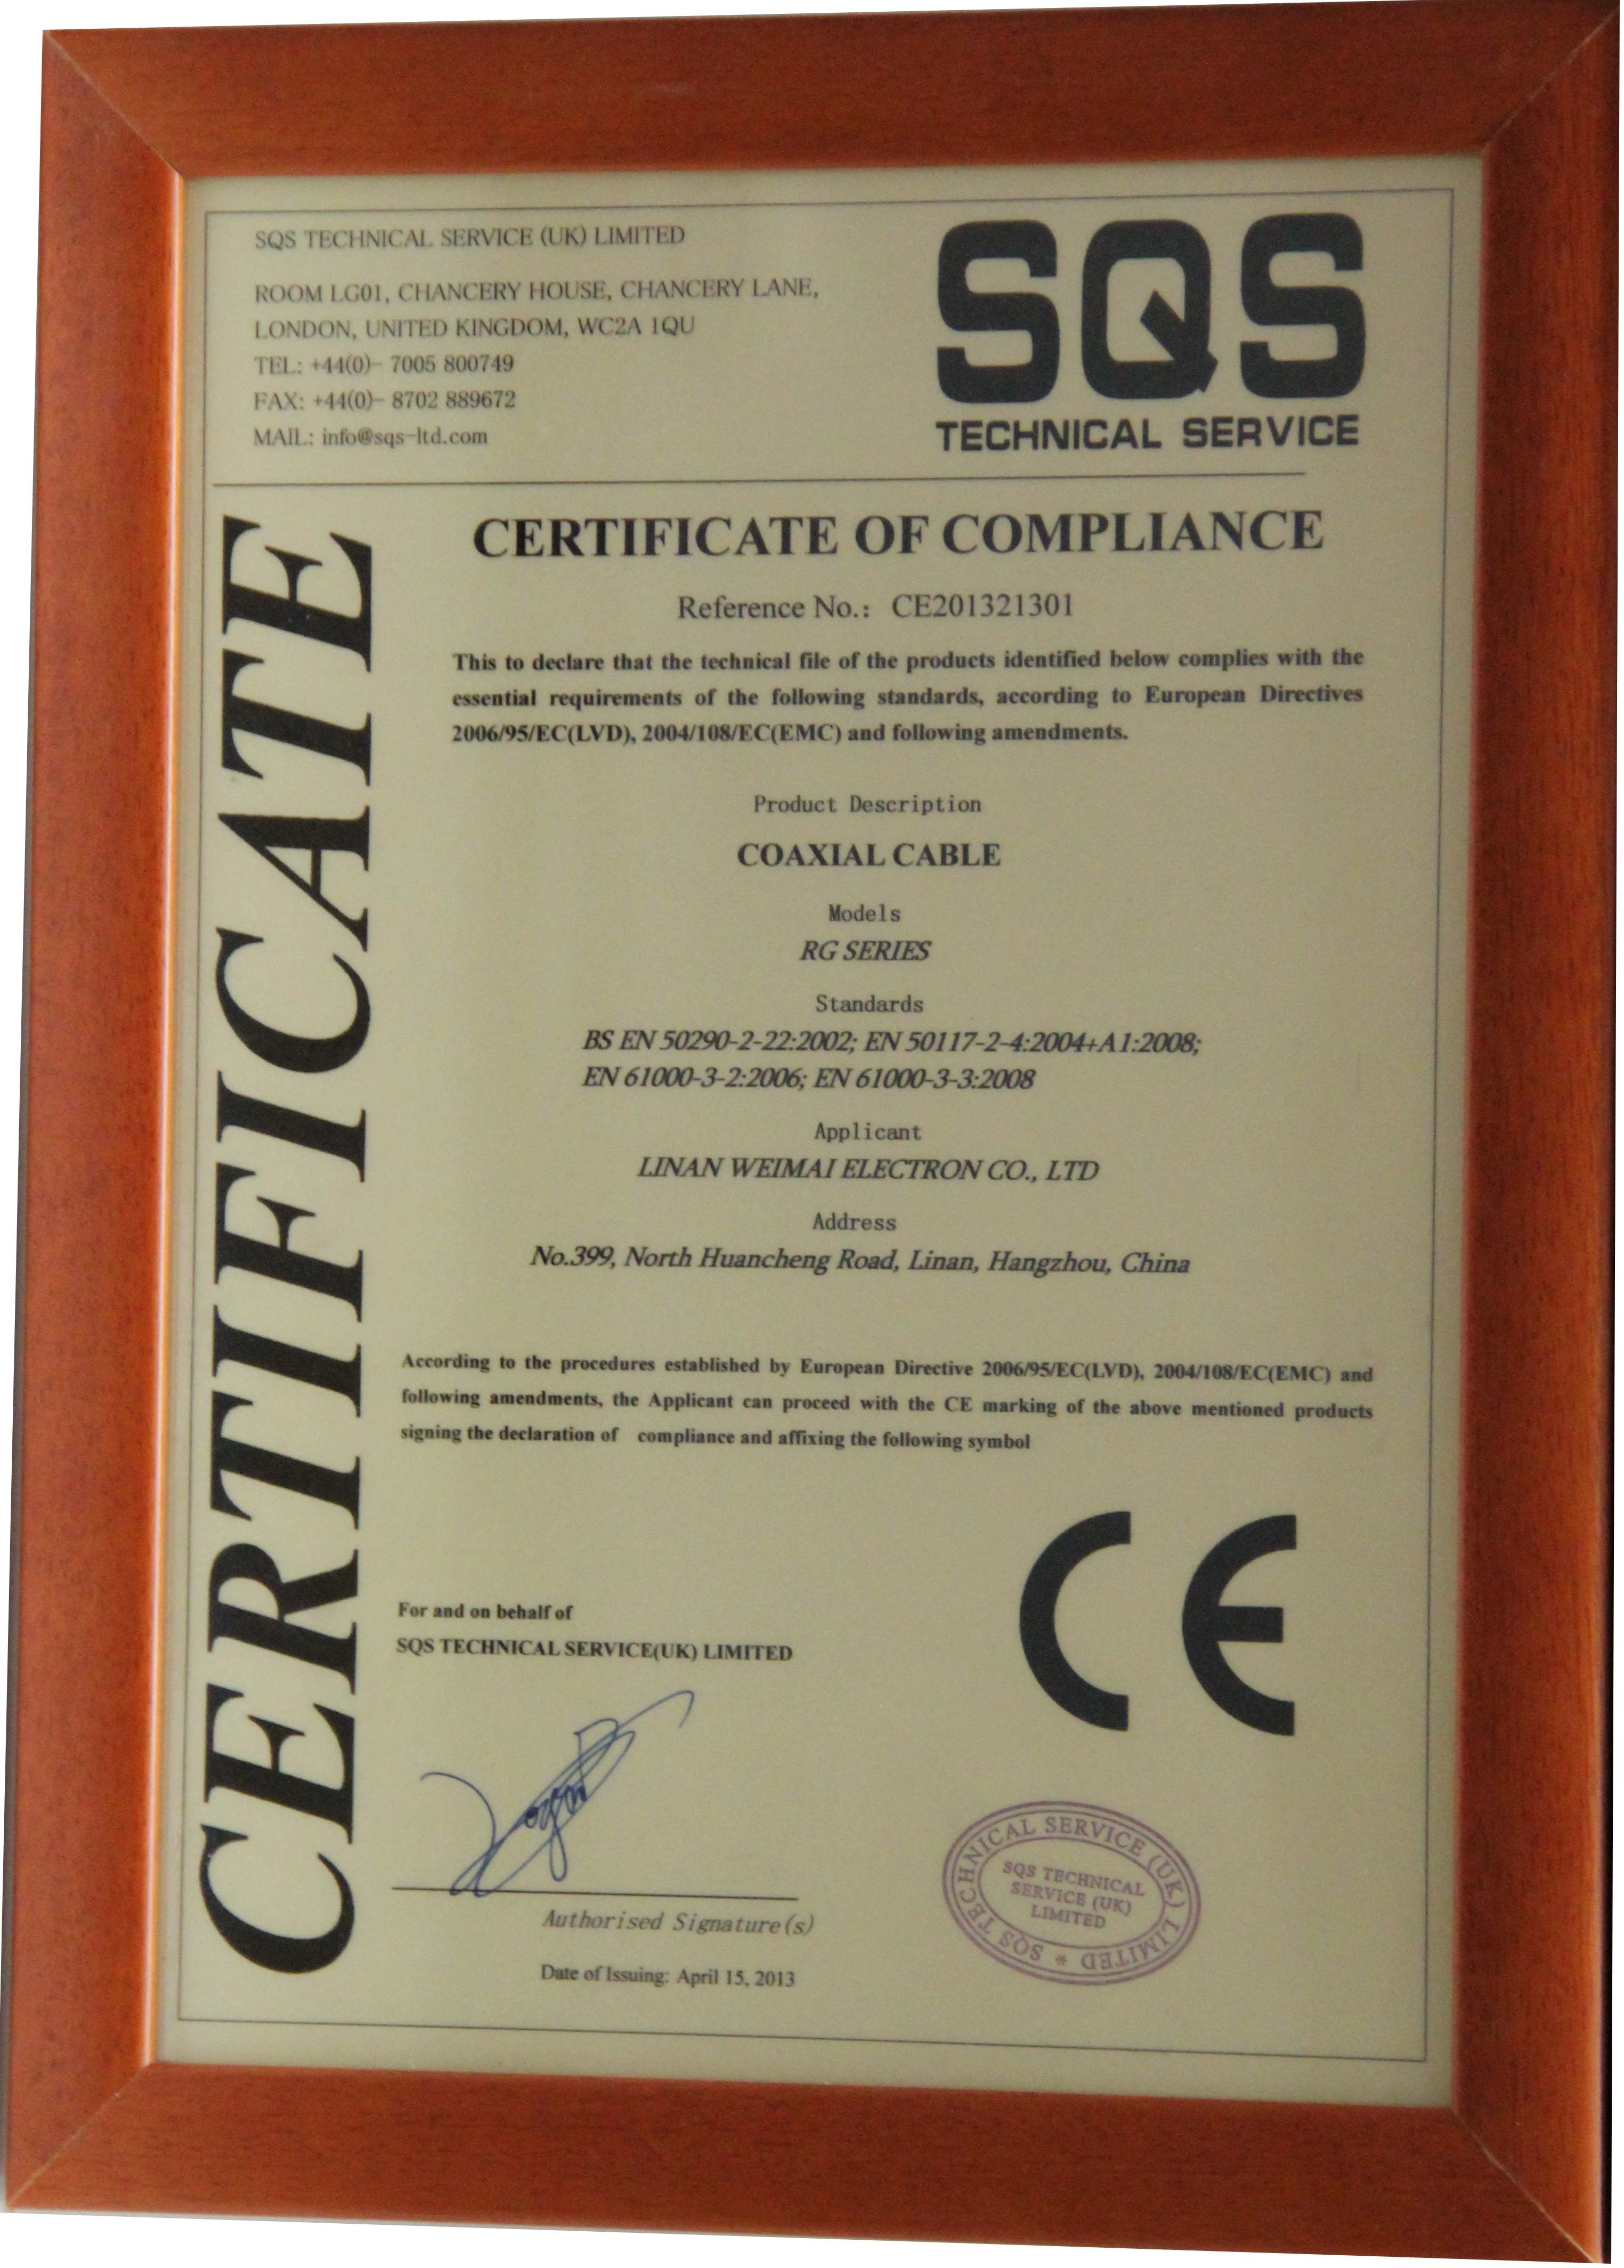 SQS TECHNICAL SERVICE (UK) LIMITED
ROOM LG01, CHANCERY HOUSE, CHANCERY LANE,
LONDON, UNITED KINGDOM, WC2A 1QU
TEL: +44(0)- 7005 800749
FAX: +44(0)- 8702 889672
MAIL: info@sqs-ltd.com
SQS
TECHNICAL SERVICE
CERTIFICATE
CERTIFICATE OF COMPLIANCE
Reference No.: CE201321301
This to declare that the technical file of the products identified below complies with the
essential requirements of the following standards, according to European Directives
2006/95/EC(LVD), 2004/108/EC(EMC) and following amendments.
Product Description
COAXIAL CABLE
Models
RG SERIES
Standards
BS EN 50290-2-22:2002; EN 50117-2-4:2004+A1:2008;
EN 61000-3-2:2006; EN 61000-3-3:2008
Applicant
LINAN WEIMAI ELECTRON CO., LTD
Address
No.399, North Huancheng Road, Linan, Hangzhou, China
According to the procedures established by European Directive 2006/95/EC(LVD), 2004/108/EC(EMC) and
following amendments, the Applicant can proceed with the CE marking of the above mentioned products
signing the declaration of compliance and affixing the following symbol
CE
For and on behalf of
SQS TECHNICAL SERVICE(UK) LIMITED
Authorised Signature(s)
Date of Issuing: April 15, 2013
SQS TECHNICAL SERVICE (UK) LIMITED *
SQS TECHNICAL
SERVICE (UK)
LIMITED